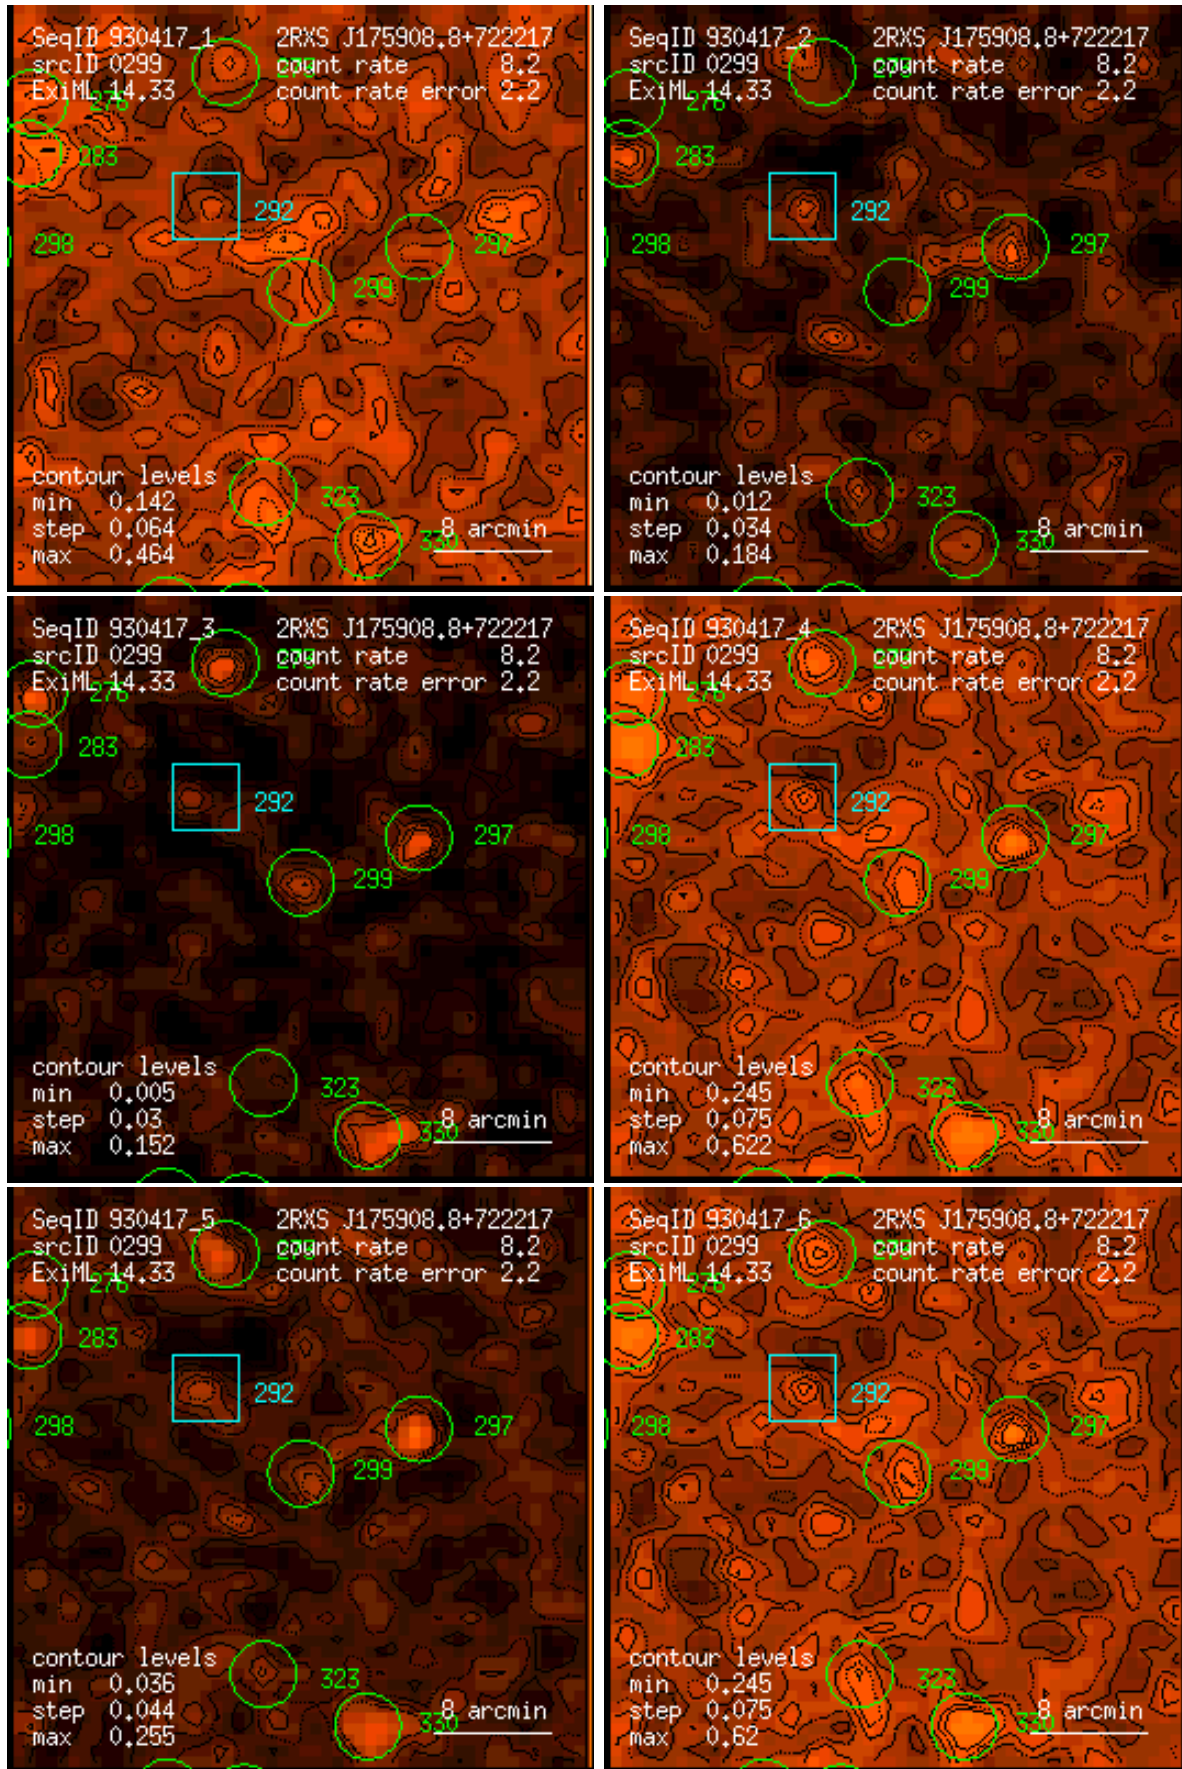 SeqID 930417_1 2RXS J175908.8+722217
srcID 0299 count rate 8.2
ExiML 14.33 count rate error 2.2
276
283
292
298
297
299
contour levels
min 0.142
323
step 0.064
8 arcmin
max 0.464
330
SeqID 930417_2 2RXS J175908.8+722217
srcID 0299 count rate 8.2
ExiML 14.33 count rate error 2.2
276
283
292
298
297
299
contour levels
min 0.012
323
step 0.034
8 arcmin
max 0.184
330
SeqID 930417_3 2RXS J175908.8+722217
srcID 0299 count rate 8.2
ExiML 14.33 count rate error 2.2
276
283
292
298
297
299
contour levels
min 0.005
323
step 0.03
8 arcmin
max 0.152
330
SeqID 930417_4 2RXS J175908.8+722217
srcID 0299 count rate 8.2
ExiML 14.33 count rate error 2.2
276
283
292
298
297
299
contour levels
min 0.245
323
step 0.075
8 arcmin
max 0.622
330
SeqID 930417_5 2RXS J175908.8+722217
srcID 0299 count rate 8.2
ExiML 14.33 count rate error 2.2
276
283
292
298
297
299
contour levels
min 0.036
323
step 0.044
8 arcmin
max 0.255
330
SeqID 930417_6 2RXS J175908.8+722217
srcID 0299 count rate 8.2
ExiML 14.33 count rate error 2.2
276
283
292
298
297
299
contour levels
min 0.245
323
step 0.075
8 arcmin
max 0.62
330